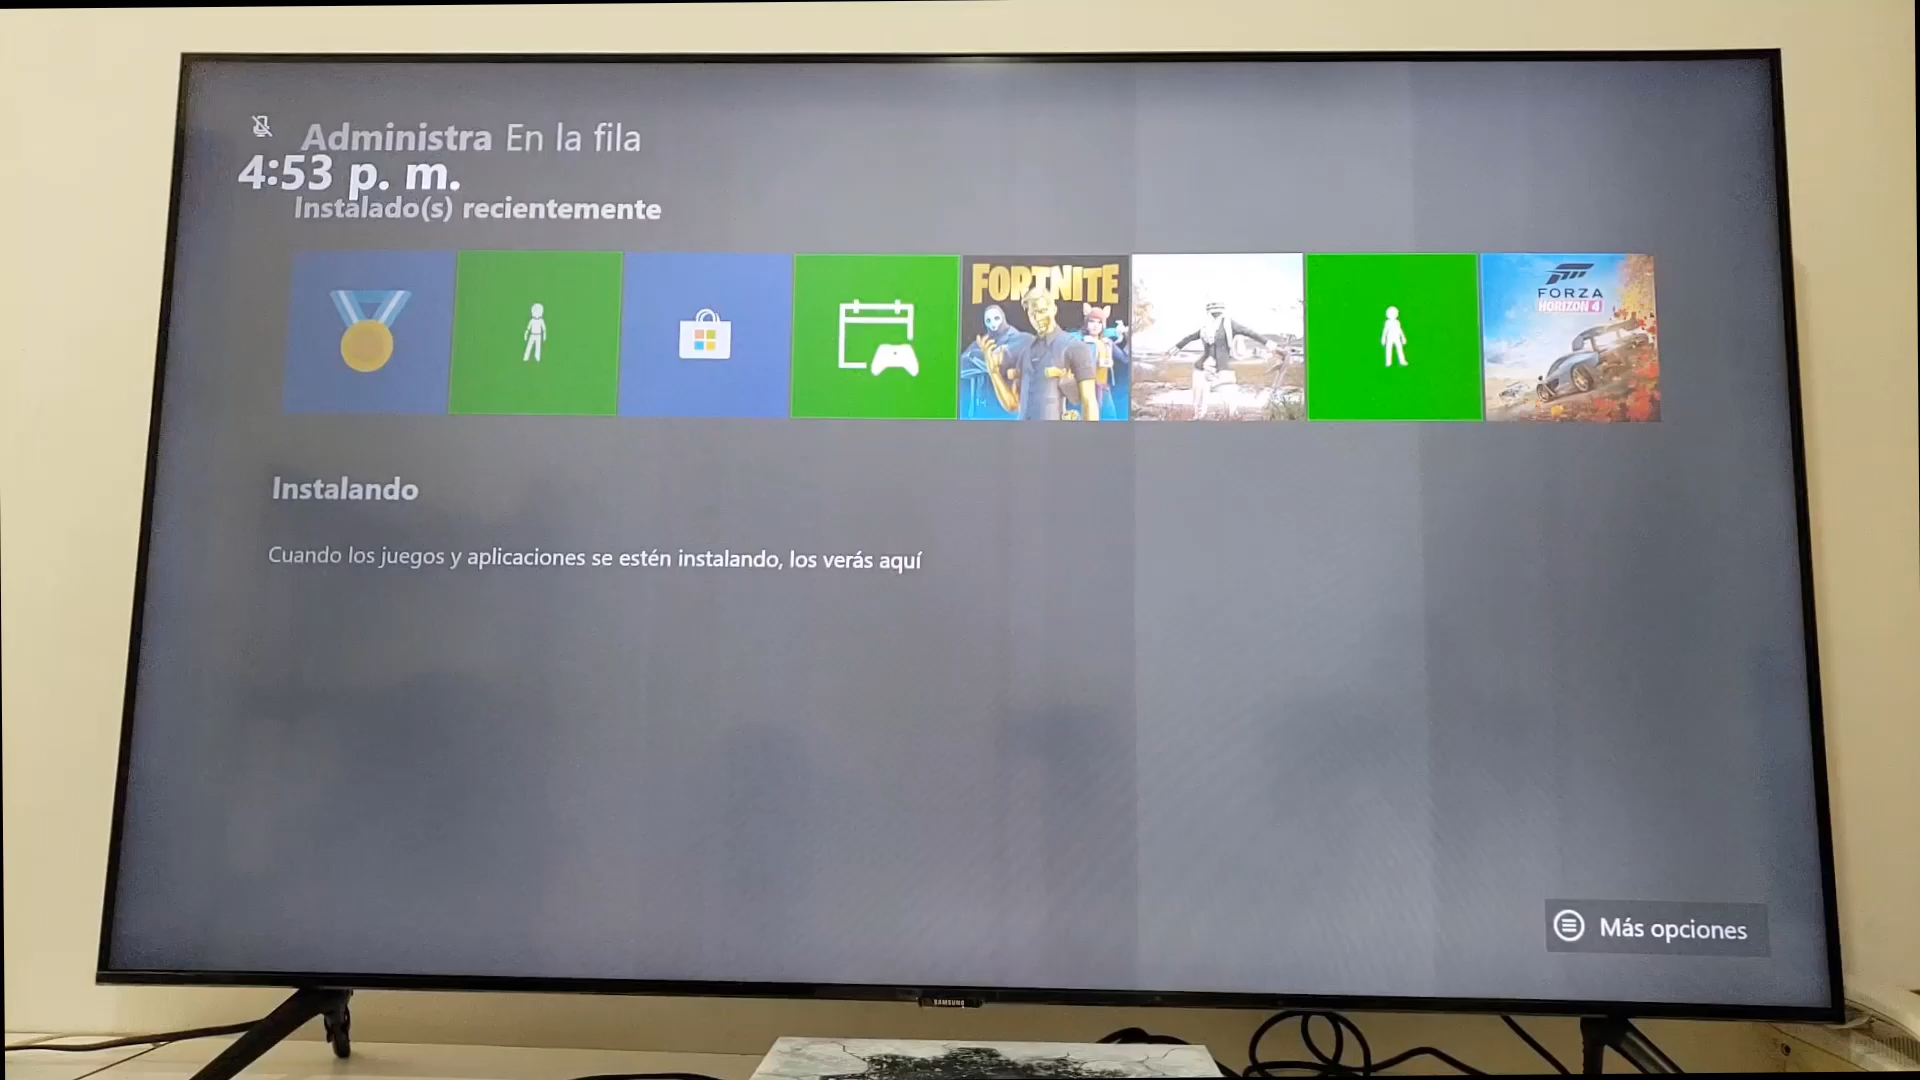 Administra En la fila
4:53 p. m.
Instalado(s) recientemente
FORTNITE
FORZA
HORIZON 4
Instalando
Cuando los juegos y aplicaciones se estén instalando, los verás aquí
Más opciones
SAMSUNG